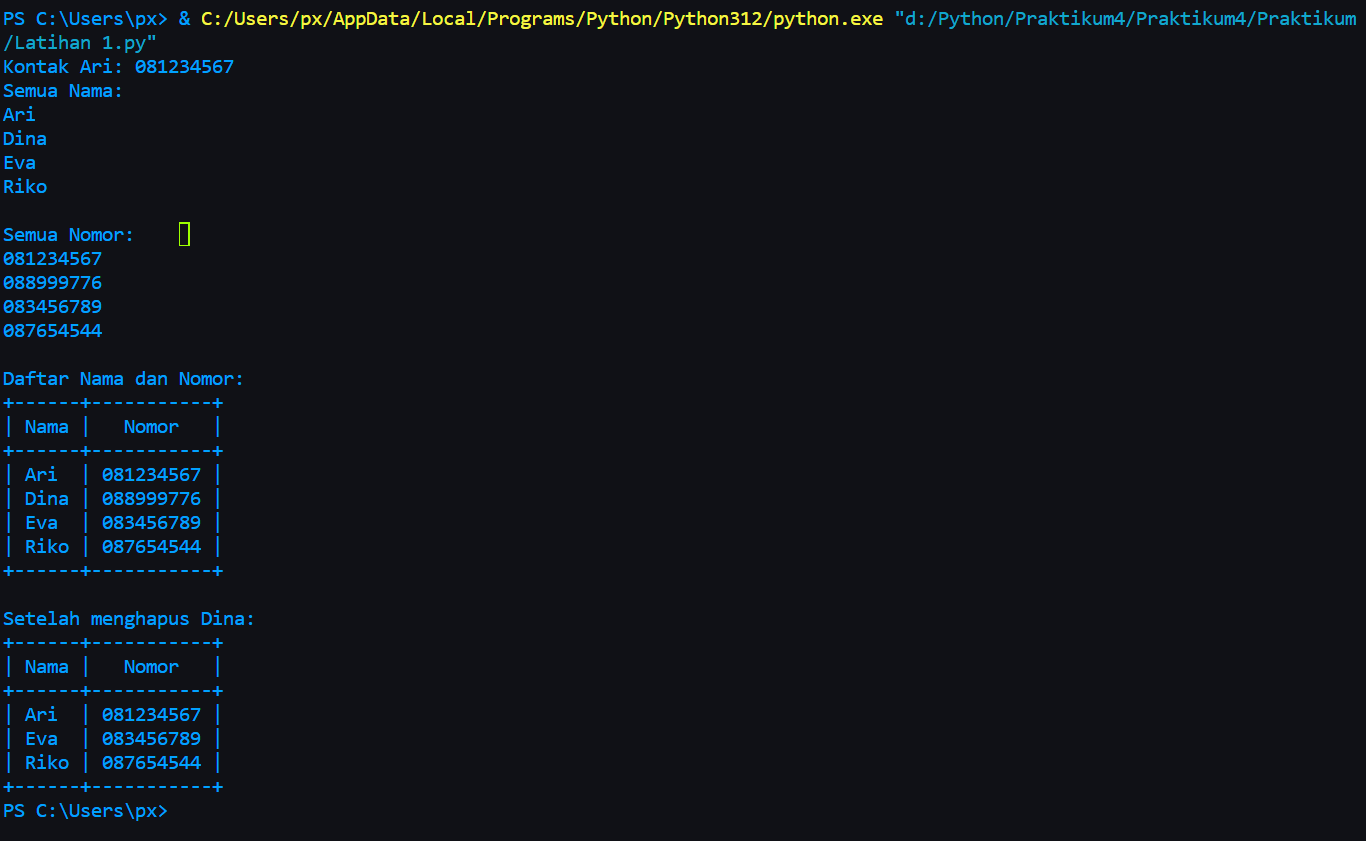 PS C:\Users\px> & C:/Users/px/AppData/Local/Programs/Python/Python312/python.exe "d:/Python/Praktikum4/Praktikum4/Praktikum
/Latihan 1.py"
Kontak Ari: 081234567
Semua Nama:
Ari
Dina
Eva
Riko

Semua Nomor:
081234567
088999776
083456789
087654544

Daftar Nama dan Nomor:
+------+-----------+
| Nama |   Nomor   |
+------+-----------+
| Ari  | 081234567 |
| Dina | 088999776 |
| Eva  | 083456789 |
| Riko | 087654544 |
+------+-----------+

Setelah menghapus Dina:
+------+-----------+
| Nama |   Nomor   |
+------+-----------+
| Ari  | 081234567 |
| Eva  | 083456789 |
| Riko | 087654544 |
+------+-----------+
PS C:\Users\px>